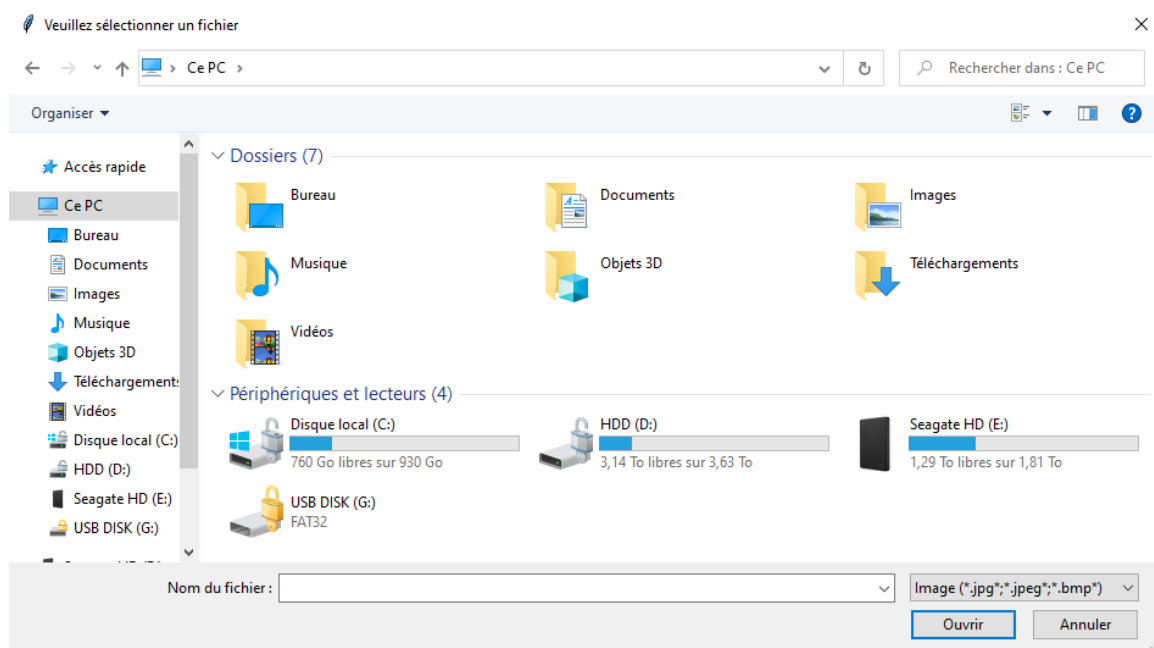 Veuillez sélectionner un fichier
Ce PC
Rechercher dans : Ce PC
Organiser
Accès rapide
Ce PC
Bureau
Documents
Images
Musique
Objets 3D
Téléchargements
Vidéos
Disque local (C:)
HDD (D:)
Seagate HD (E:)
USB DISK (G:)
Dossiers (7)
Bureau
Documents
Images
Musique
Objets 3D
Téléchargements
Vidéos
Périphériques et lecteurs (4)
Disque local (C:)
760 Go libres sur 930 Go
HDD (D:)
3,14 To libres sur 3,63 To
Seagate HD (E:)
1,29 To libres sur 1,81 To
USB DISK (G:)
FAT32
Nom du fichier :
Image (*.jpg*;*.jpeg*;*.bmp*)
Ouvrir
Annuler